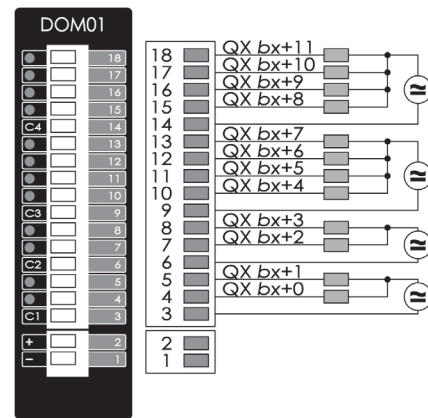 DOM01
18
17
16
15
C4 14
13
12
11
10
C3 9
8
7
C2 6
5
4
C1 3
+ 2
− 1
18 QX bx+11
17 QX bx+10
16 QX bx+9
15 QX bx+8
14
13 QX bx+7
12 QX bx+6
11 QX bx+5
10 QX bx+4
9
8 QX bx+3
7 QX bx+2
6
5 QX bx+1
4 QX bx+0
3
2
1